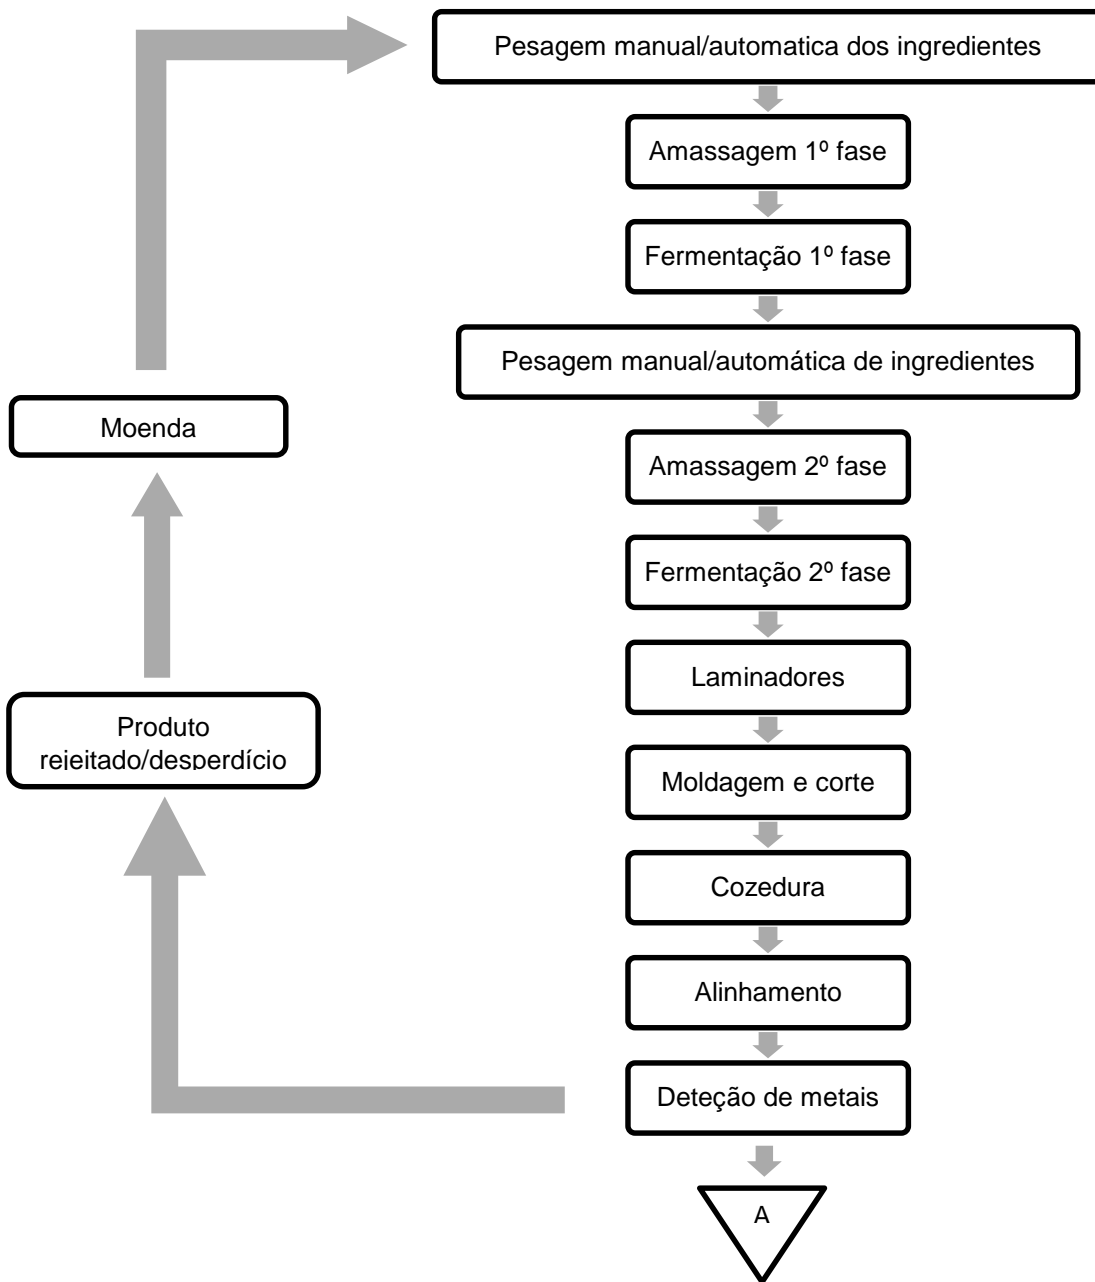 Pesagem manual/automatica dos ingredientes
Amassagem 1º fase
Fermentação 1º fase
Pesagem manual/automática de ingredientes
Moenda
Amassagem 2º fase
Fermentação 2º fase
Laminadores
Produto
rejeitado/desperdício
Moldagem e corte
Cozedura
Alinhamento
Deteção de metais
A